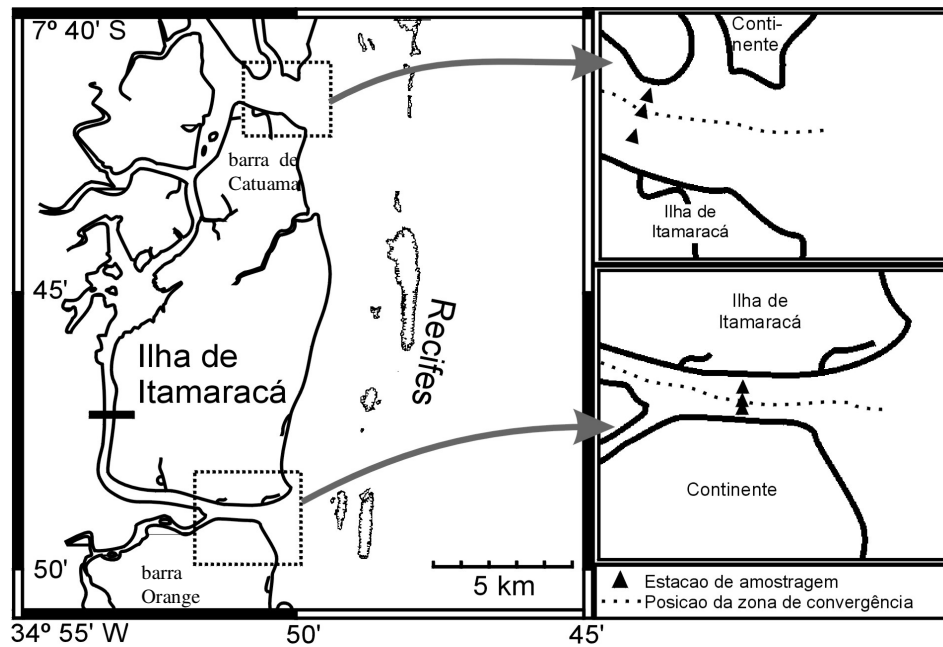 7º 40' S
barra de
Catuama
45'
Recifes
Ilha de
Itamaracá
50'
barra
Orange
5 km
34º 55' W
50'
45'
Conti-
nente
Ilha de
Itamaracá
Ilha de
Itamaracá
Continente
Estacao de amostragem
Posicao da zona de convergência